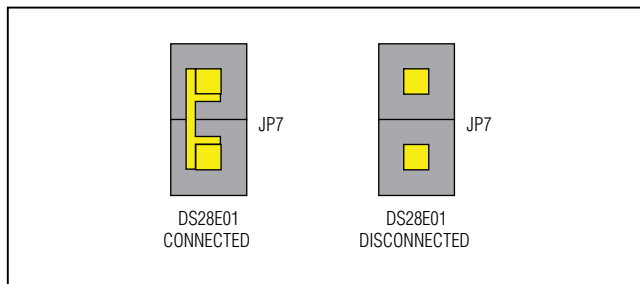 JP7
DS28E01
CONNECTED
JP7
DS28E01
DISCONNECTED